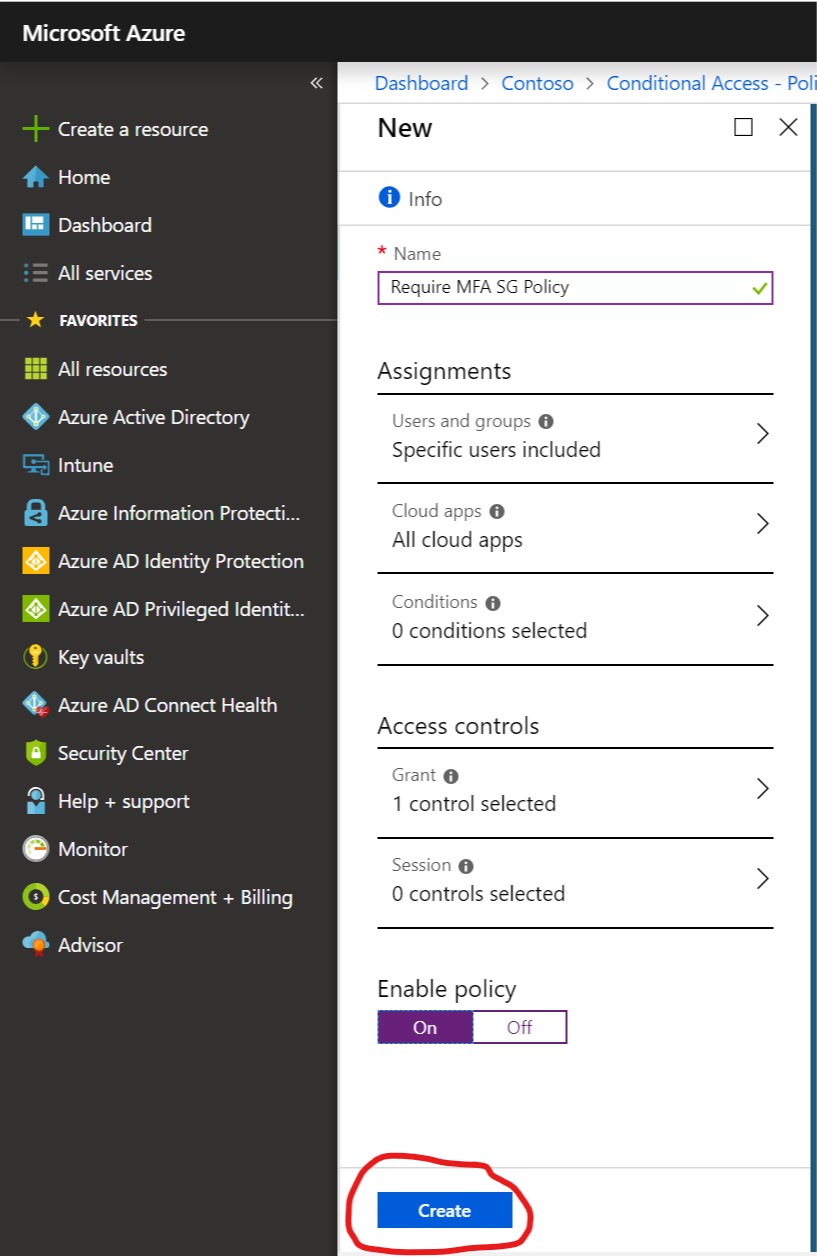 Microsoft Azure
«
Create a resource
Home
Dashboard
All services
FAVORITES
All resources
Azure Active Directory
Intune
Azure Information Protecti...
Azure AD Identity Protection
Azure AD Privileged Identit...
Key vaults
Azure AD Connect Health
Security Center
Help + support
Monitor
Cost Management + Billing
Advisor
Dashboard > Contoso > Conditional Access - Poli
New
Info
* Name
Require MFA SG Policy
Assignments
Users and groups
Specific users included
Cloud apps
All cloud apps
Conditions
0 conditions selected
Access controls
Grant
1 control selected
Session
0 controls selected
Enable policy
On Off
Create